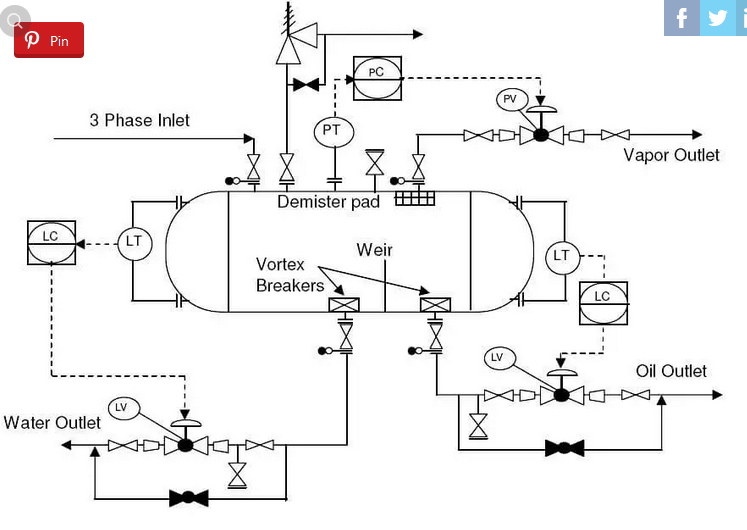 Pin
f
PC
PV
3 Phase Inlet
PT
Vapor Outlet
Demister pad
LC
LT
Weir
LT
Vortex
Breakers
LC
LV
Oil Outlet
LV
Water Outlet